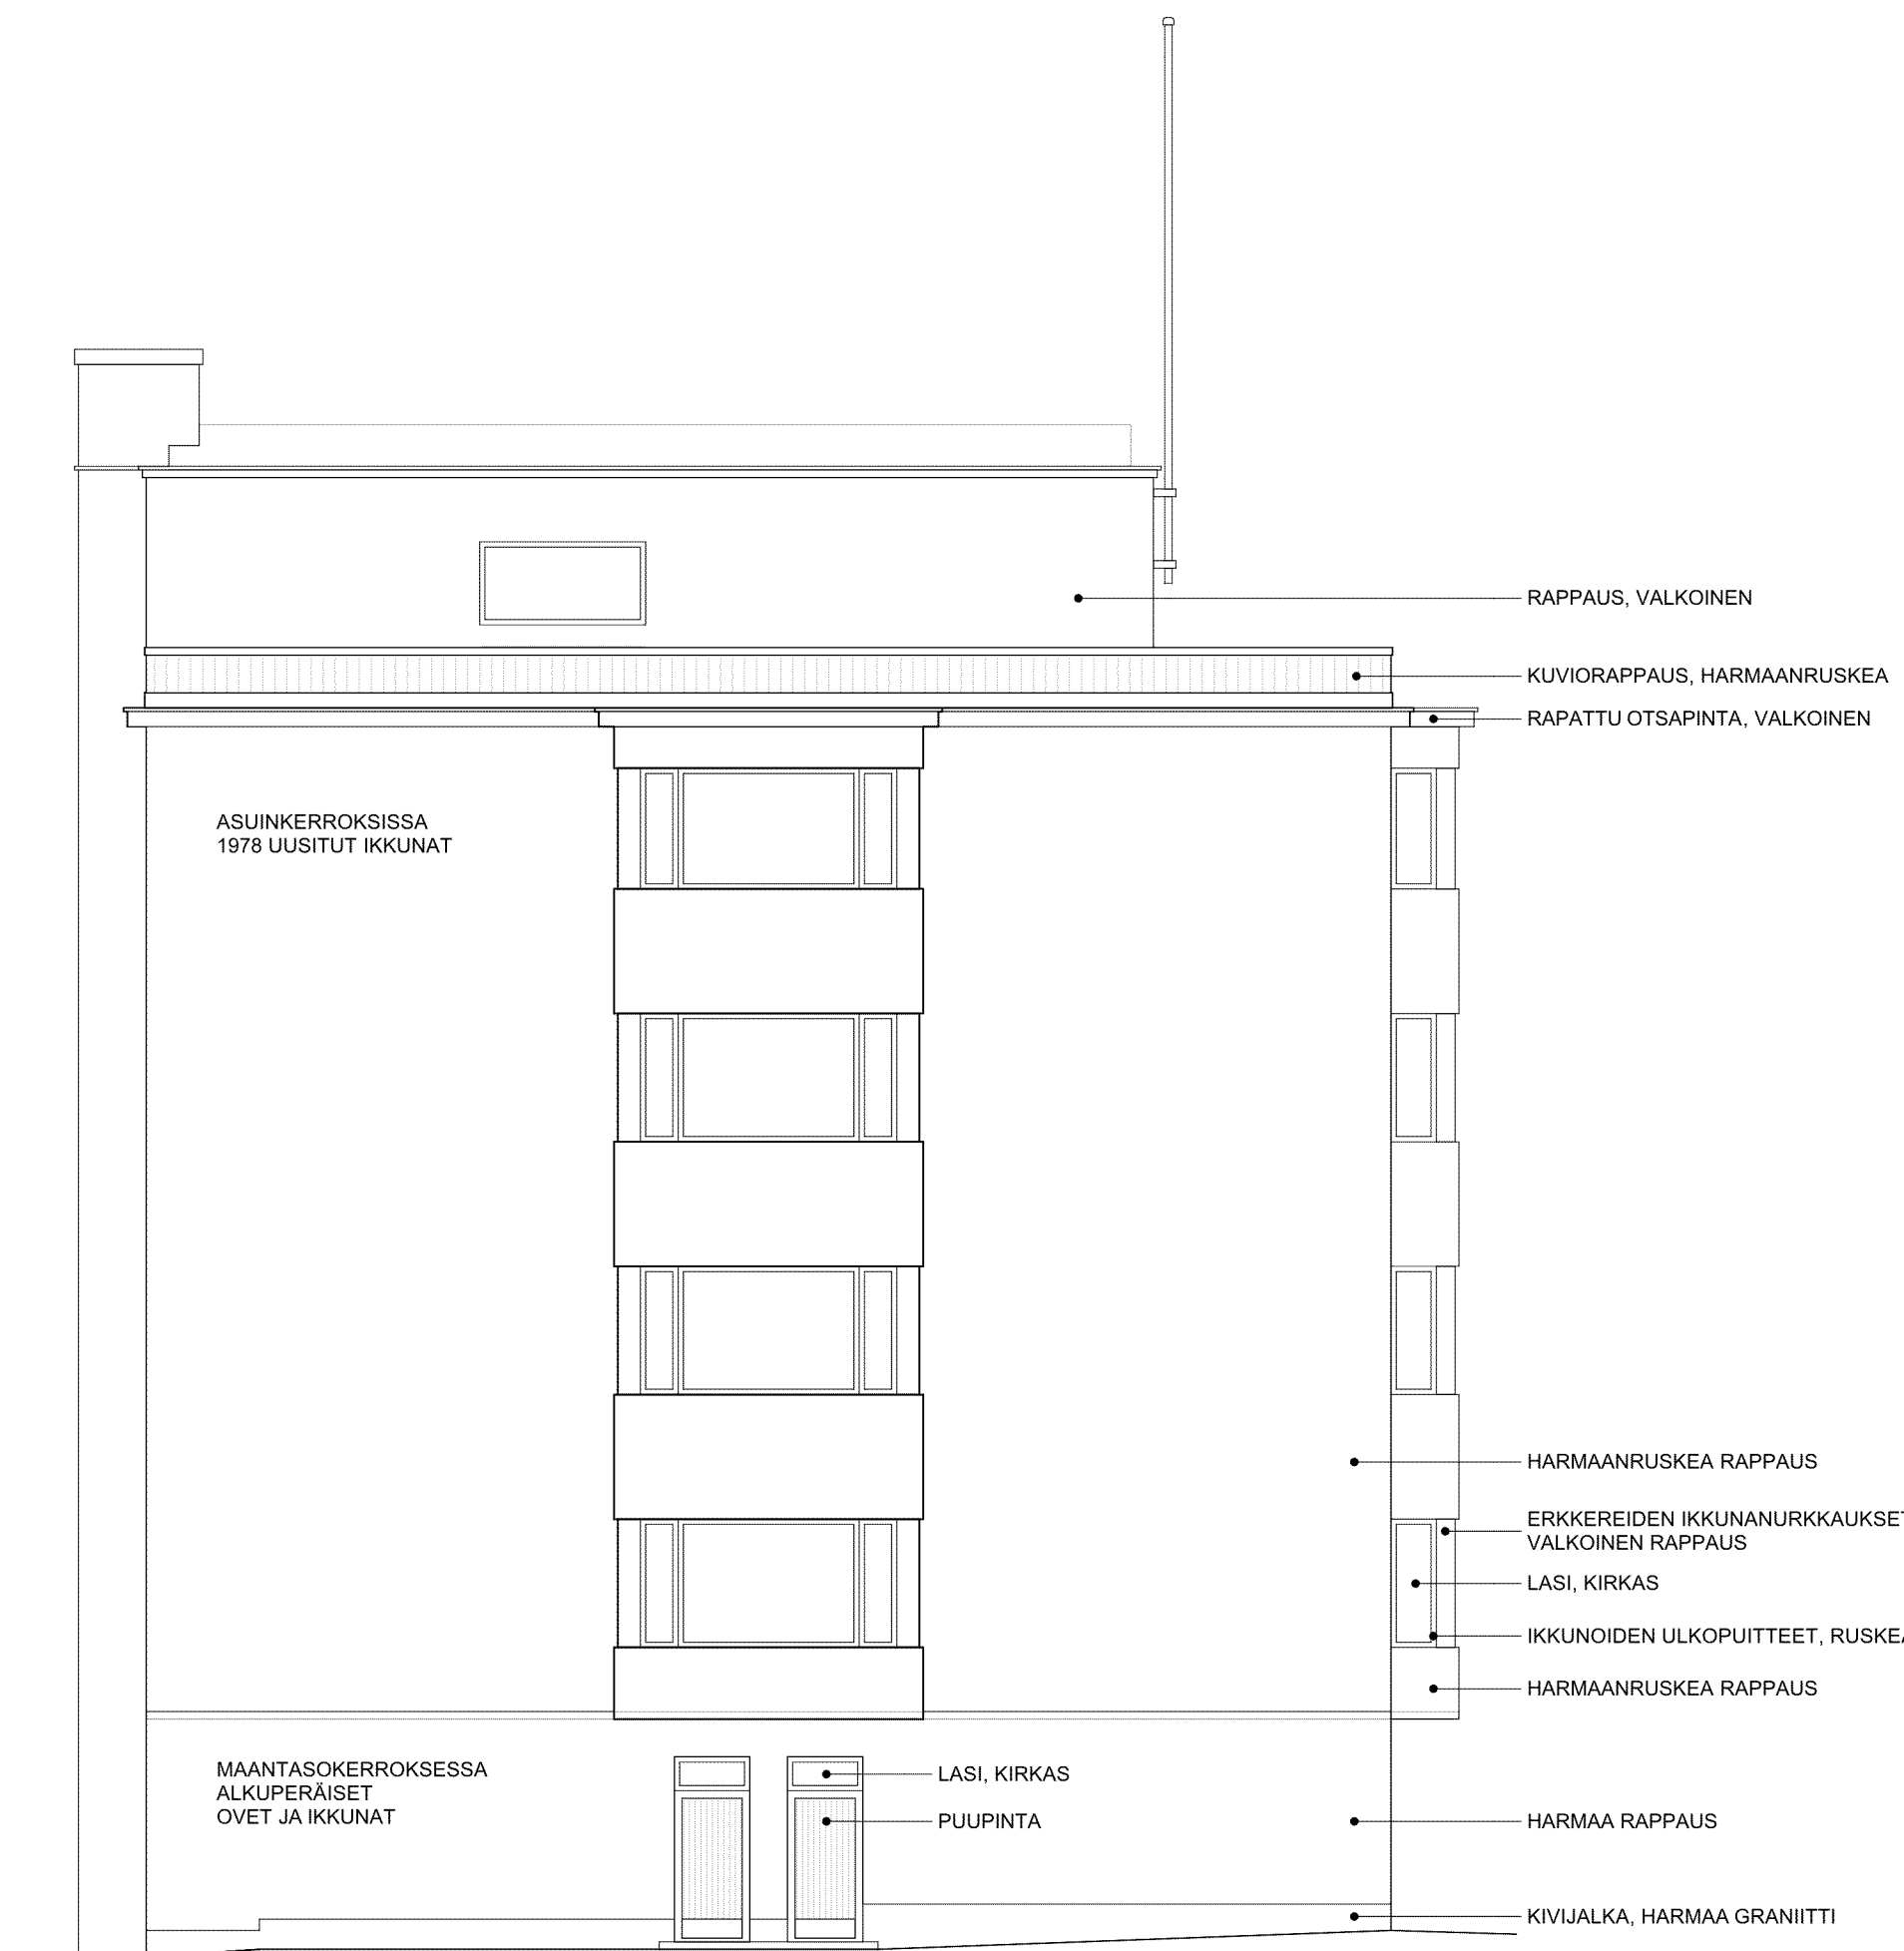 RAPPAUS, VALKOINEN
KUVIORAPPAUS, HARMAANRUSKEA
RAPATTU OTSAPINTA, VALKOINEN
ASUINKERROKSISSA
1978 UUSITUT IKKUNAT
HARMAANRUSKEA RAPPAUS
ERKKEREIDEN IKKUNANURKKAUKSET
VALKOINEN RAPPAUS
LASI, KIRKAS
IKKUNOIDEN ULKOPUITTEET, RUSKEA
HARMAANRUSKEA RAPPAUS
MAANTASOKERROKSESSA
ALKUPERÄISET
OVET JA IKKUNAT
LASI, KIRKAS
PUUPINTA
HARMAA RAPPAUS
KIVIJALKA, HARMAA GRANIITTI